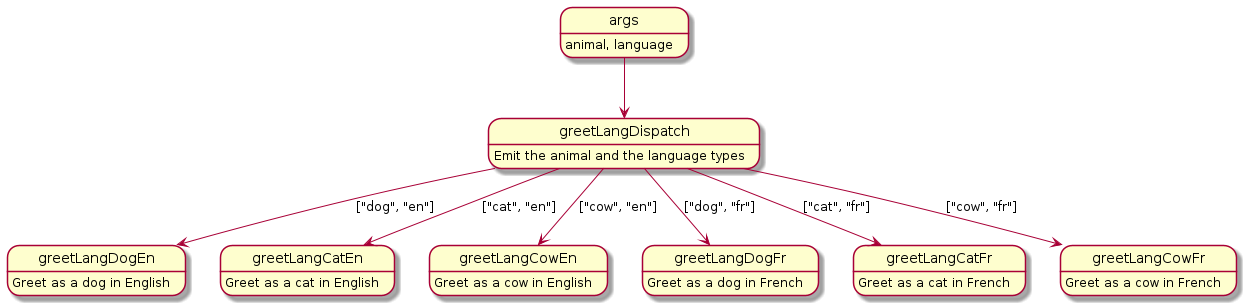 args
animal, language
greetLangDispatch
Emit the animal and the language types
["dog", "en"]
["cat", "en"]
["cow", "en"]
["dog", "fr"]
["cat", "fr"]
["cow", "fr"]
greetLangDogEn
Greet as a dog in English
greetLangCatEn
Greet as a cat in English
greetLangCowEn
Greet as a cow in English
greetLangDogFr
Greet as a dog in French
greetLangCatFr
Greet as a cat in French
greetLangCowFr
Greet as a cow in French